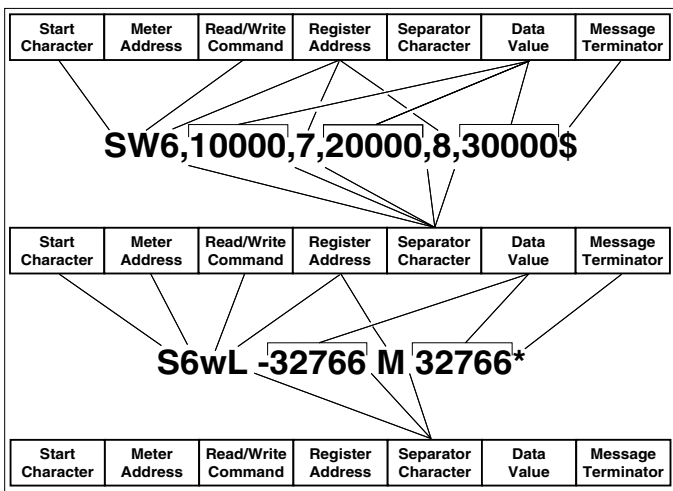 Start Character Meter Address Read/Write Command Register Address Separator Character Data Value Message Terminator
SW6,10000,7,20000,8,30000$
Start Character Meter Address Read/Write Command Register Address Separator Character Data Value Message Terminator
S6wL -32766 M 32766*
Start Character Meter Address Read/Write Command Register Address Separator Character Data Value Message Terminator